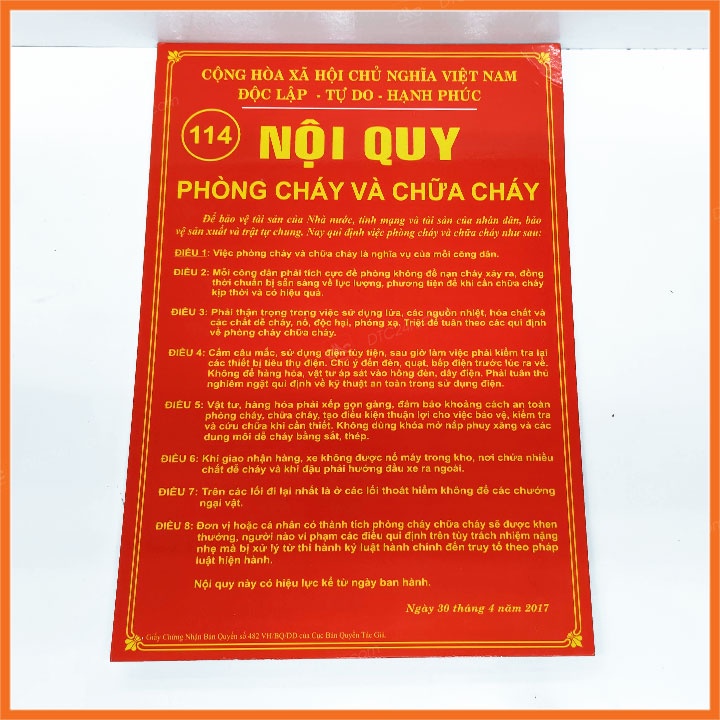 CỘNG HÒA XÃ HỘI CHỦ NGHĨA VIỆT NAM
ĐỘC LẬP - TỰ DO - HẠNH PHÚC
114
NỘI QUY
PHÒNG CHÁY VÀ CHỮA CHÁY
Để bảo vệ tài sản của Nhà nước, tính mạng và tài sản của nhân dân, bảo
vệ sản xuất và trật tự chung, Nay qui định việc phòng cháy và chữa cháy như sau:
ĐIỀU 1: Việc phòng cháy và chữa cháy là nghĩa vụ của mỗi công dân.
ĐIỀU 2: Mỗi công dân phải tích cực đề phòng không để nạn cháy xảy ra, đồng
thời chuẩn bị sẵn sàng về lực lượng, phương tiện để khi cần chữa cháy
kịp thời và có hiệu quả.
ĐIỀU 3: Phải thận trọng trong việc sử dụng lửa, các nguồn nhiệt, hóa chất và
các chất dễ cháy, nổ, độc hại, phóng xạ. Triệt để tuân theo các qui định
về phòng cháy chữa cháy.
ĐIỀU 4: Cấm câu mắc, sử dụng điện tùy tiện, sau giờ làm việc phải kiểm tra lại
các thiết bị tiêu thụ điện. Chú ý đến đèn, quạt, bếp điện trước lúc ra về.
Không để hàng hóa, vật tư áp sát vào hông đèn, dây điện. Phải tuân thủ
nghiêm ngặt qui định về kỹ thuật an toàn trong sử dụng điện.
ĐIỀU 5: Vật tư, hàng hóa phải xếp gọn gàng, đảm bảo khoảng cách an toàn
phòng cháy, chữa cháy, tạo điều kiện thuận lợi cho việc bảo vệ, kiểm tra
và cứu chữa khi cần thiết. Không dùng khóa mở nắp phuy xăng và các
dung môi dễ cháy bằng sắt, thép.
ĐIỀU 6: Khi giao nhận hàng, xe không được nổ máy trong kho, nơi chứa nhiều
chất dễ cháy và khi đậu phải hướng đầu xe ra ngoài.
ĐIỀU 7: Trên các lối đi lại nhất là ở các lối thoát hiểm không để các chướng
ngại vật.
ĐIỀU 8: Đơn vị hoặc cá nhân có thành tích phòng cháy chữa cháy sẽ được khen
thưởng, người nào vi phạm các điều qui định trên tùy trách nhiệm nặng
nhẹ mà bị xử lý từ thi hành kỷ luật hành chính đến truy tố theo pháp
luật hiện hành.
Nội quy này có hiệu lực kể từ ngày ban hành.
Ngày 30 tháng 4 năm 2017
Giấy Chứng Nhận Bản Quyền số 482 VH/BQ/DD của Cục Bản Quyền Tác Giả.